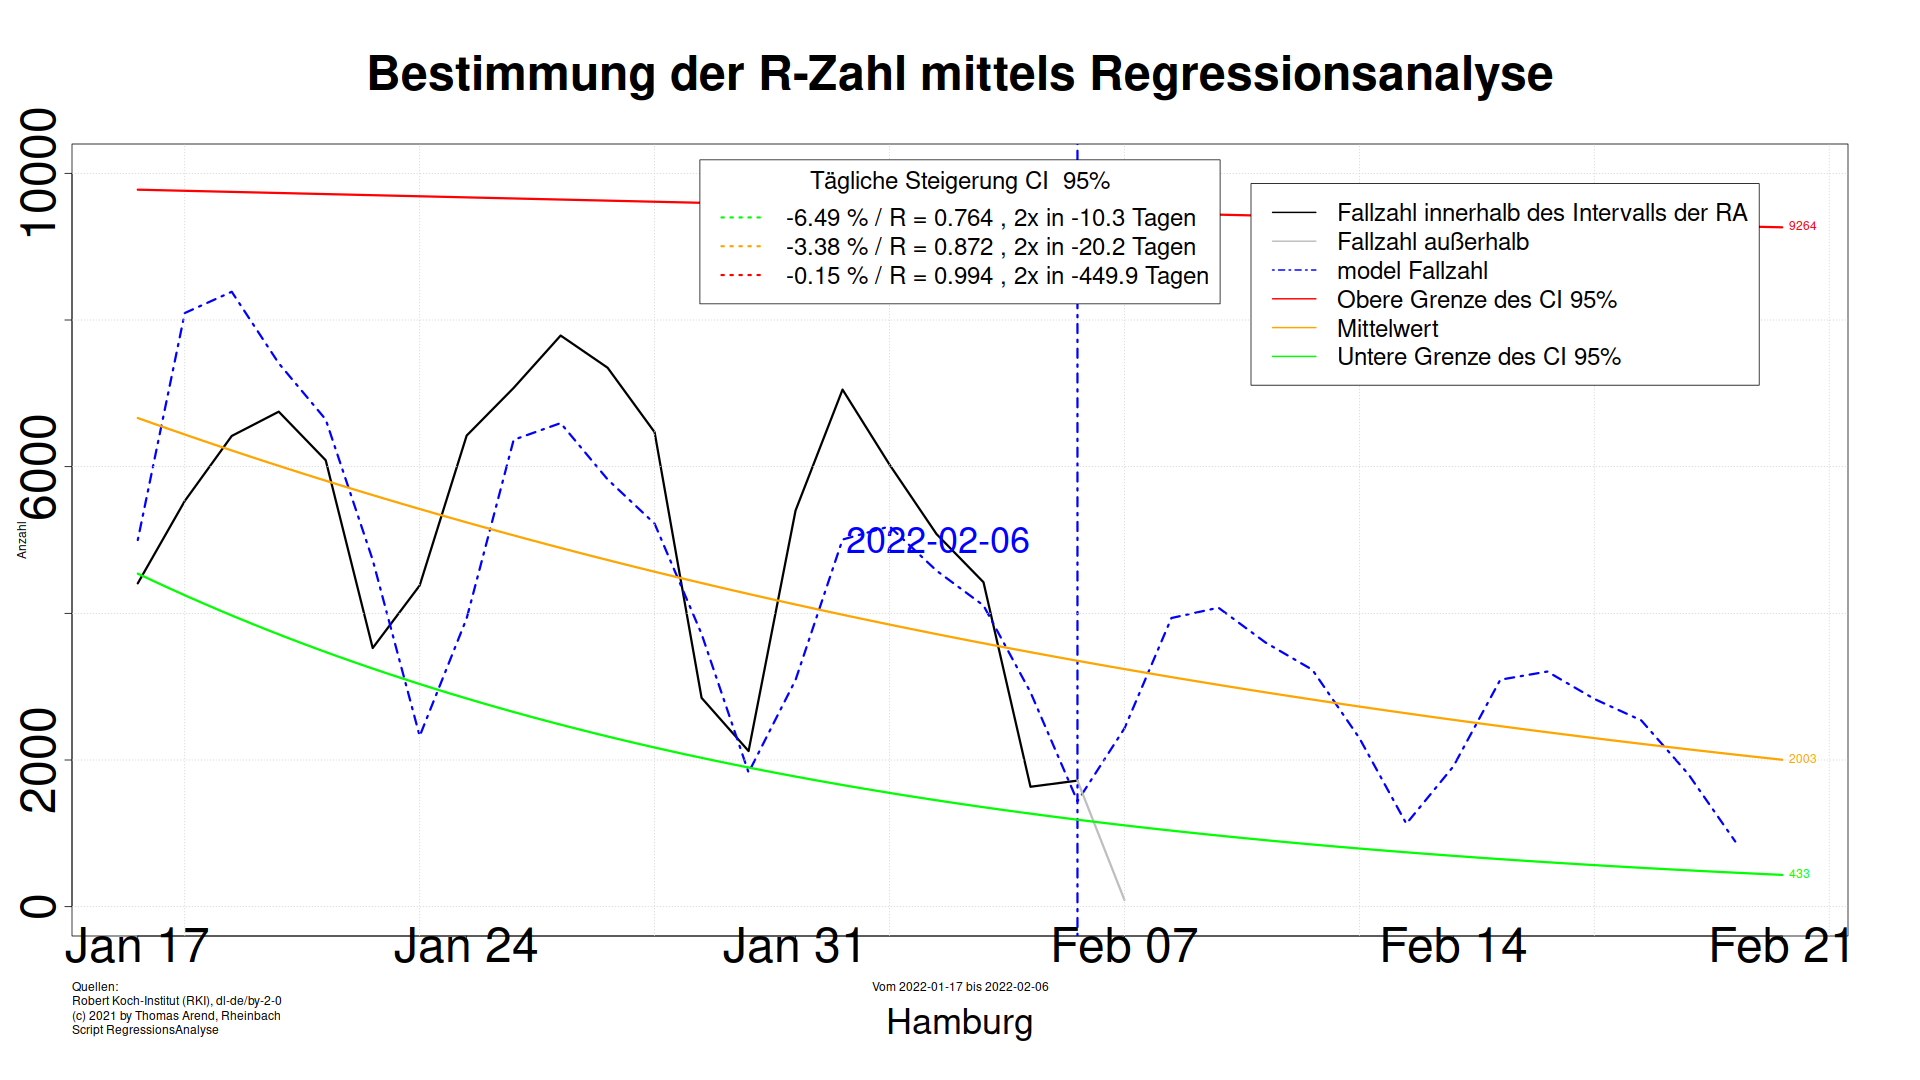 Bestimmung der R-Zahl mittels Regressionsanalyse
Anzahl
10000
6000
2000
0
Tägliche Steigerung CI  95%
-6.49 % / R = 0.764 , 2x in -10.3 Tagen
-3.38 % / R = 0.872 , 2x in -20.2 Tagen
-0.15 % / R = 0.994 , 2x in -449.9 Tagen
Fallzahl innerhalb des Intervalls der RA
Fallzahl außerhalb
model Fallzahl
Obere Grenze des CI 95%
Mittelwert
Untere Grenze des CI 95%
9264
2022-02-06
2003
433
Jan 17
Jan 24
Jan 31
Feb 07
Feb 14
Feb 21
Quellen:
Robert Koch-Institut (RKI), dl-de/by-2-0
(c) 2021 by Thomas Arend, Rheinbach
Script RegressionsAnalyse
Vom 2022-01-17 bis 2022-02-06
Hamburg